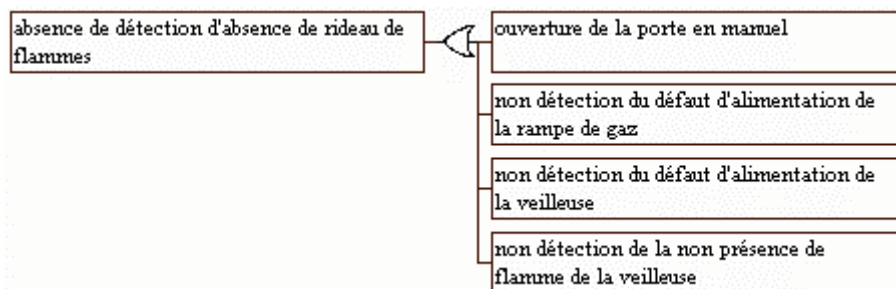 absence de détection d'absence de rideau de
flammes
ouverture de la porte en manuel
non détection du défaut d'alimentation de
la rampe de gaz
non détection du défaut d'alimentation de
la veilleuse
non détection de la non présence de
flamme de la veilleuse